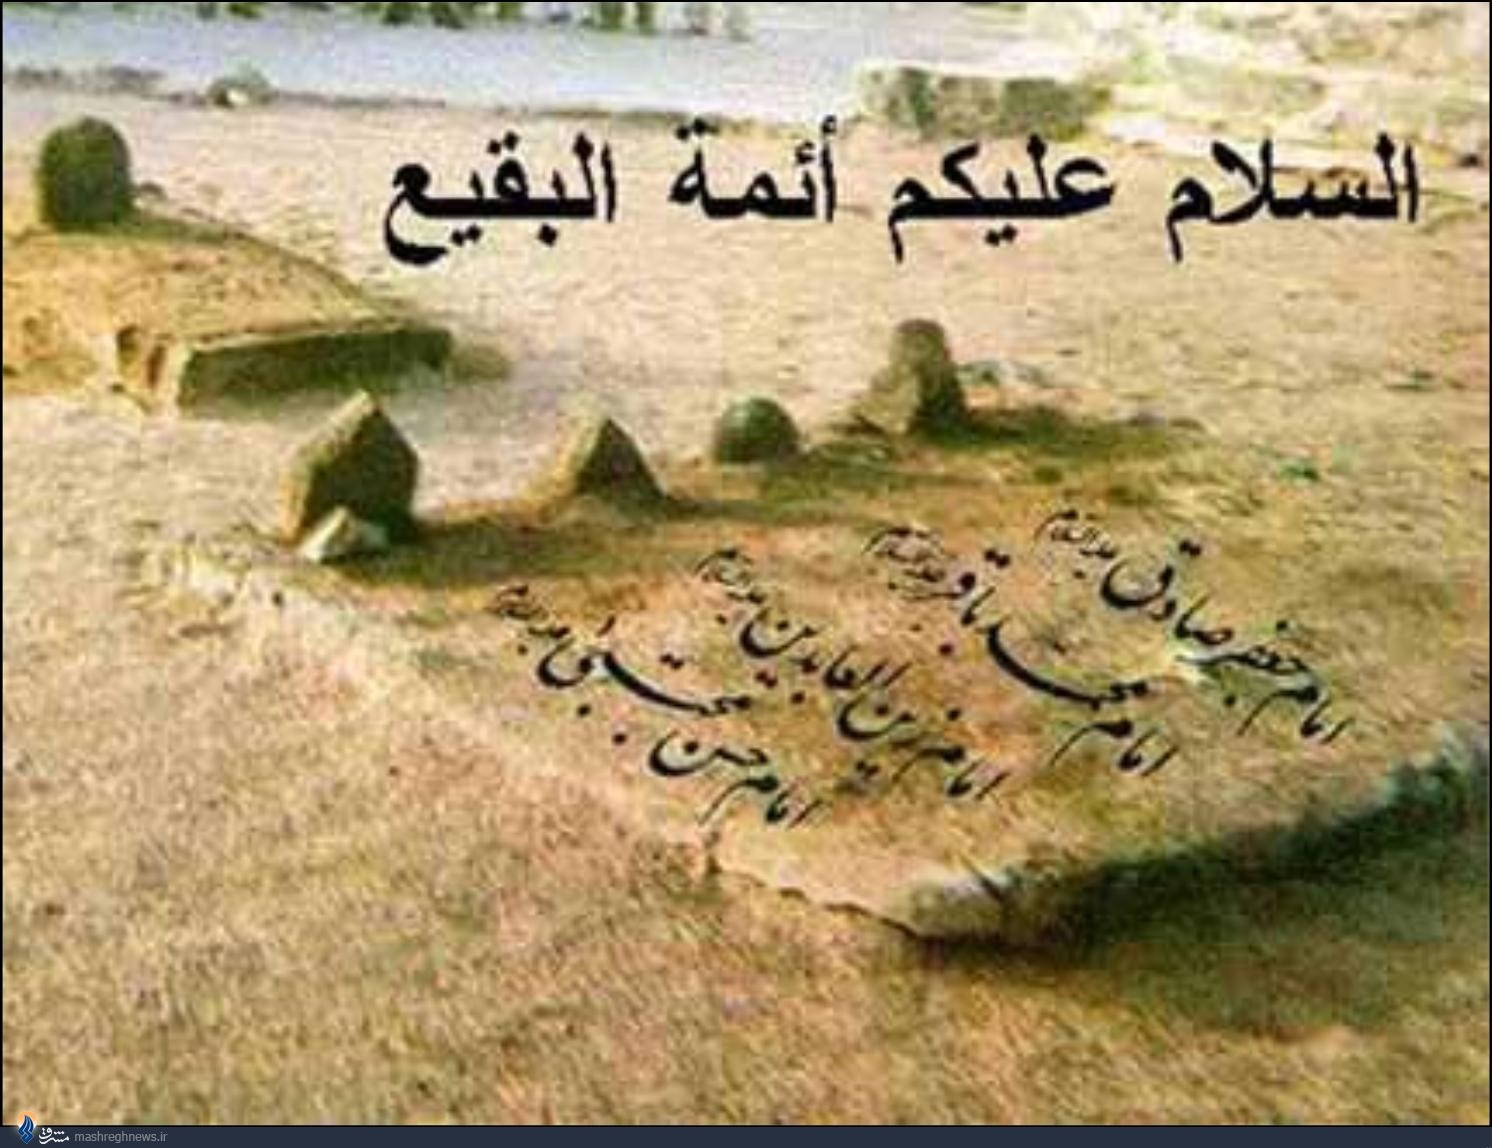 السلام عليكم أئمة البقيع
امام جعفر صادق علیه السلام
امام محمد باقر علیه السلام
امام زین العابدین علیه السلام
امام حسن مجتبی علیه السلام
مشرق mashreghnews.ir